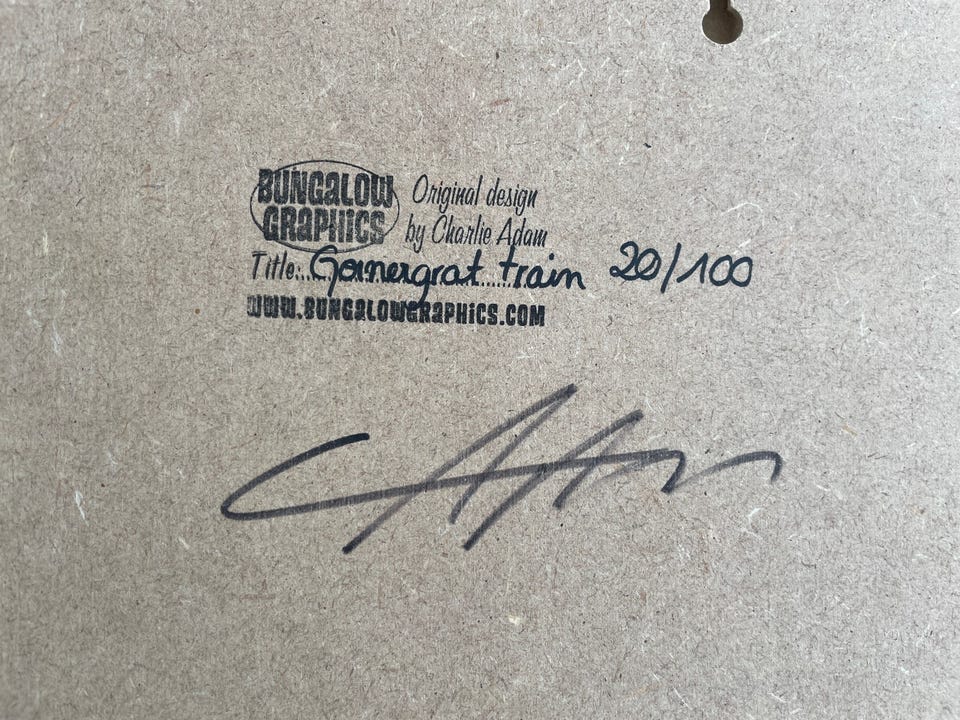 BUNGALOW
GRAPHICS
Original design
by Charlie Adam
Title:...Gornergrat train 20/100
WWW.BUNGALOWGRAPHICS.COM